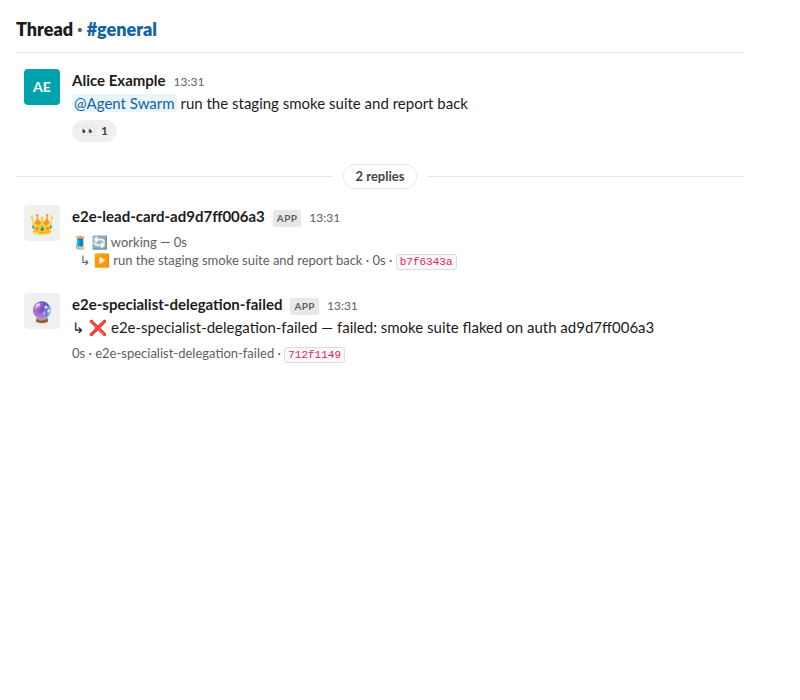 Thread • #general
AE
Alice Example 13:31
@Agent Swarm run the staging smoke suite and report back
👀 1
2 replies
e2e-lead-card-ad9d7ff006a3 APP 13:31
🧵 🔄 working — 0s
↳ ▶️ run the staging smoke suite and report back · 0s · b7f6343a
e2e-specialist-delegation-failed APP 13:31
↳ ❌ e2e-specialist-delegation-failed — failed: smoke suite flaked on auth ad9d7ff006a3
0s · e2e-specialist-delegation-failed · 712f1149